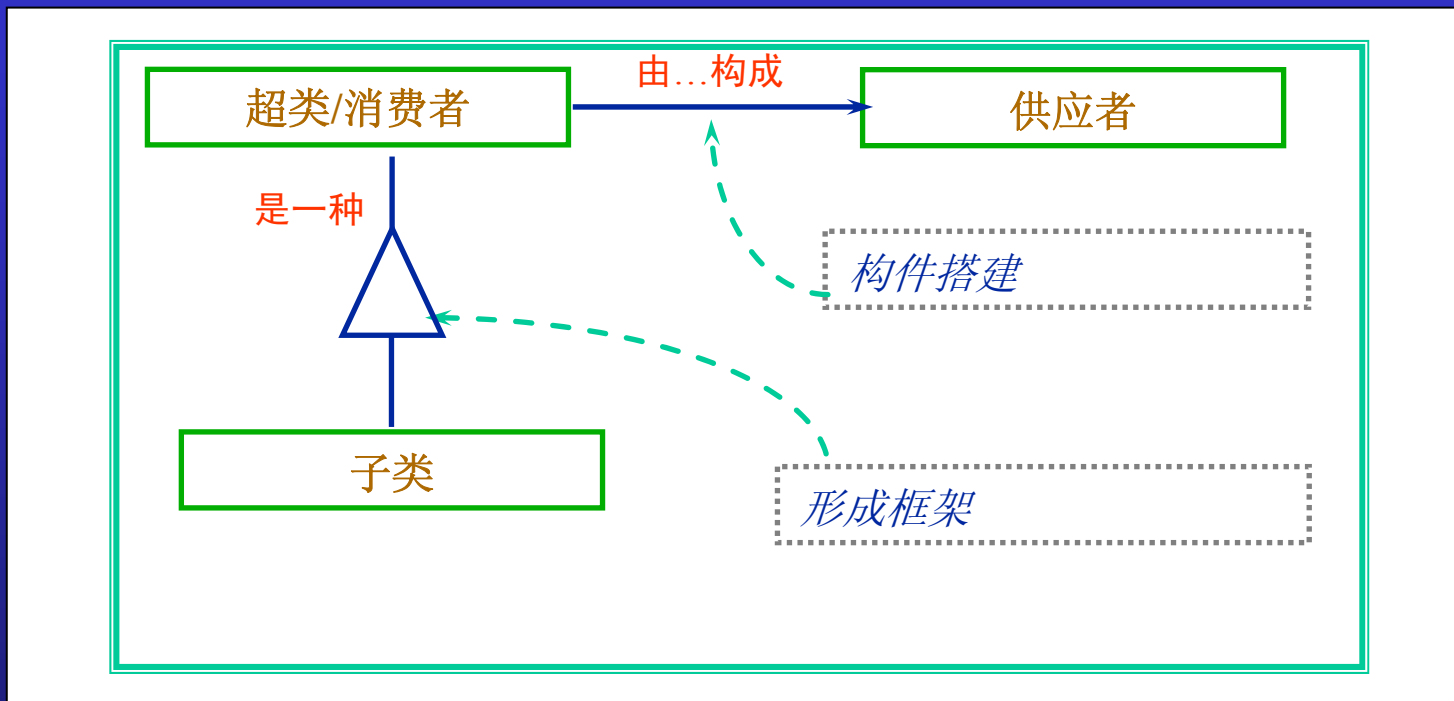 由…构成
超类/消费者
供应者
是一种
构件搭建
子类
形成框架